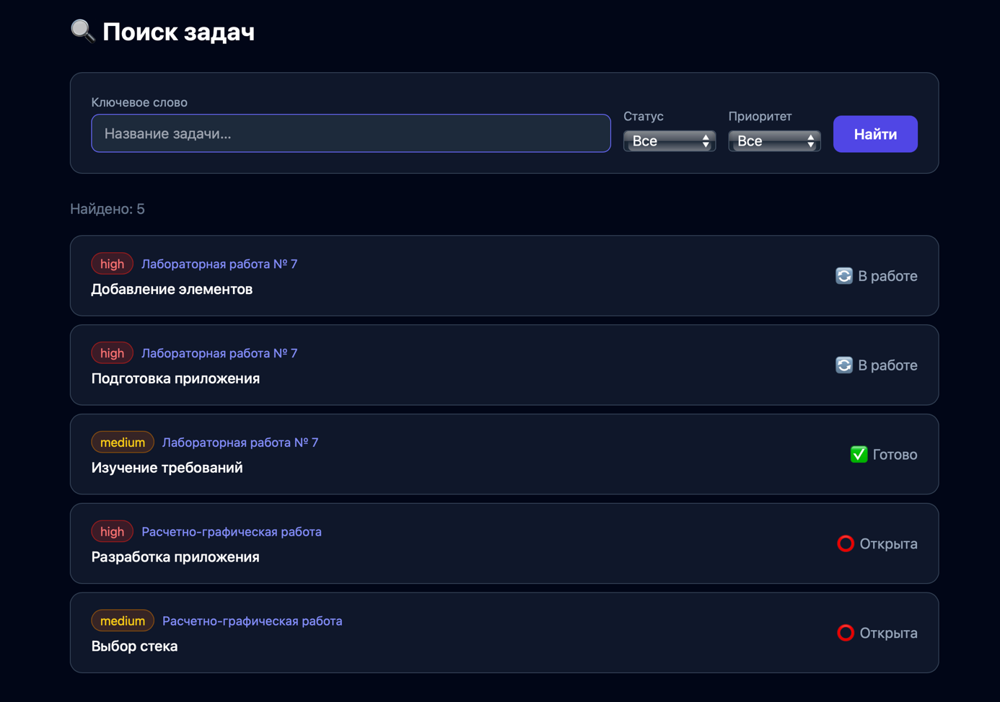 Поиск задач
Ключевое слово
Название задачи...
Статус
Все
Приоритет
Все
Найти
Найдено: 5
high Лабораторная работа № 7
Добавление элементов
В работе
high Лабораторная работа № 7
Подготовка приложения
В работе
medium Лабораторная работа № 7
Изучение требований
Готово
high Расчетно-графическая работа
Разработка приложения
Открыта
medium Расчетно-графическая работа
Выбор стека
Открыта